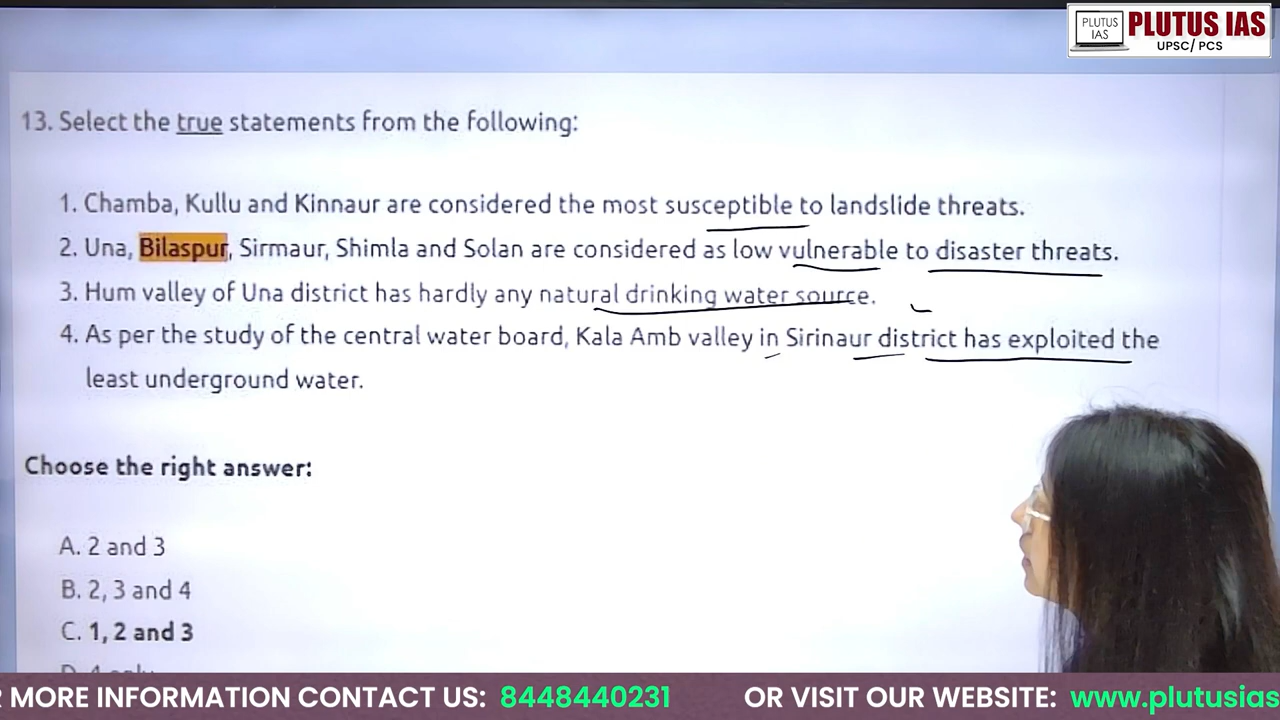 PLUTUS IAS
PLUTUS IAS
UPSC/ PCS
13. Select the true statements from the following:
1. Chamba, Kullu and Kinnaur are considered the most susceptible to landslide threats.
2. Una, Bilaspur, Sirmaur, Shimla and Solan are considered as low vulnerable to disaster threats.
3. Hum valley of Una district has hardly any natural drinking water source.
4. As per the study of the central water board, Kala Amb valley in Sirinaur district has exploited the
least underground water.
Choose the right answer:
A. 2 and 3
B. 2, 3 and 4
C. 1, 2 and 3
MORE INFORMATION CONTACT US: 8448440231 OR VISIT OUR WEBSITE: www.plutusias